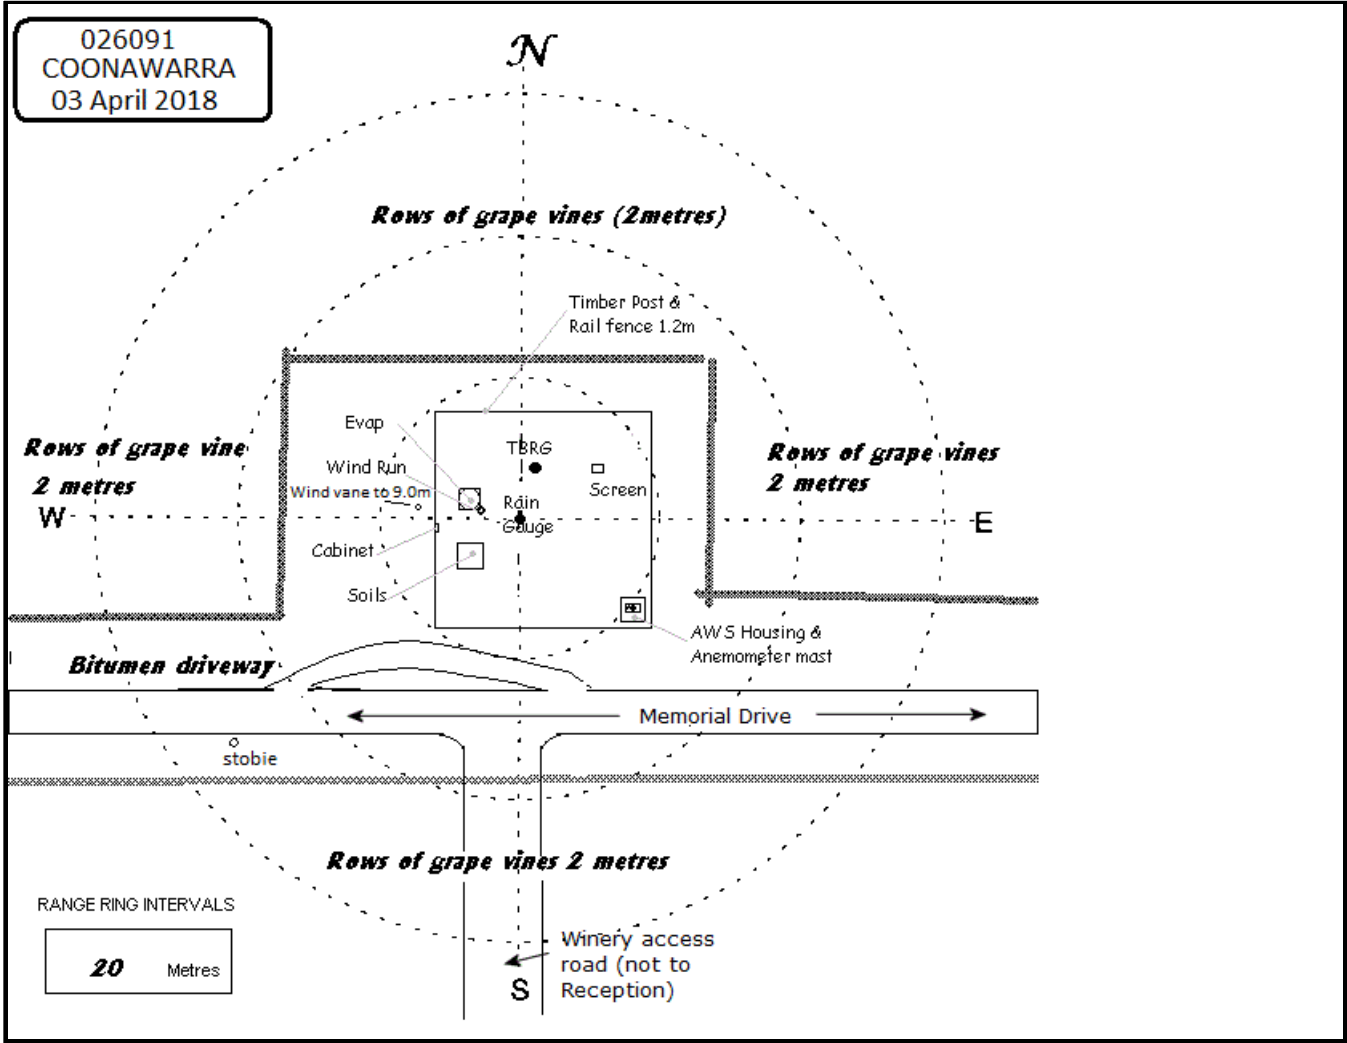 026091
COONAWARRA
03 April 2018
N
Rows of grape vines (2metres)
Timber Post &
Rail fence 1.2m
Evap
Wind Run
Wind vane to 9.0m
TBRG
Screen
Rain
Gauge
Rows of grape vine
2 metres
Rows of grape vines
2 metres
W
E
Cabinet
Soils
AWS Housing &
Anemometer mast
Bitumen driveway
Memorial Drive
stobie
Rows of grape vines 2 metres
RANGE RING INTERVALS
20 Metres
Winery access
road (not to
Reception)
S